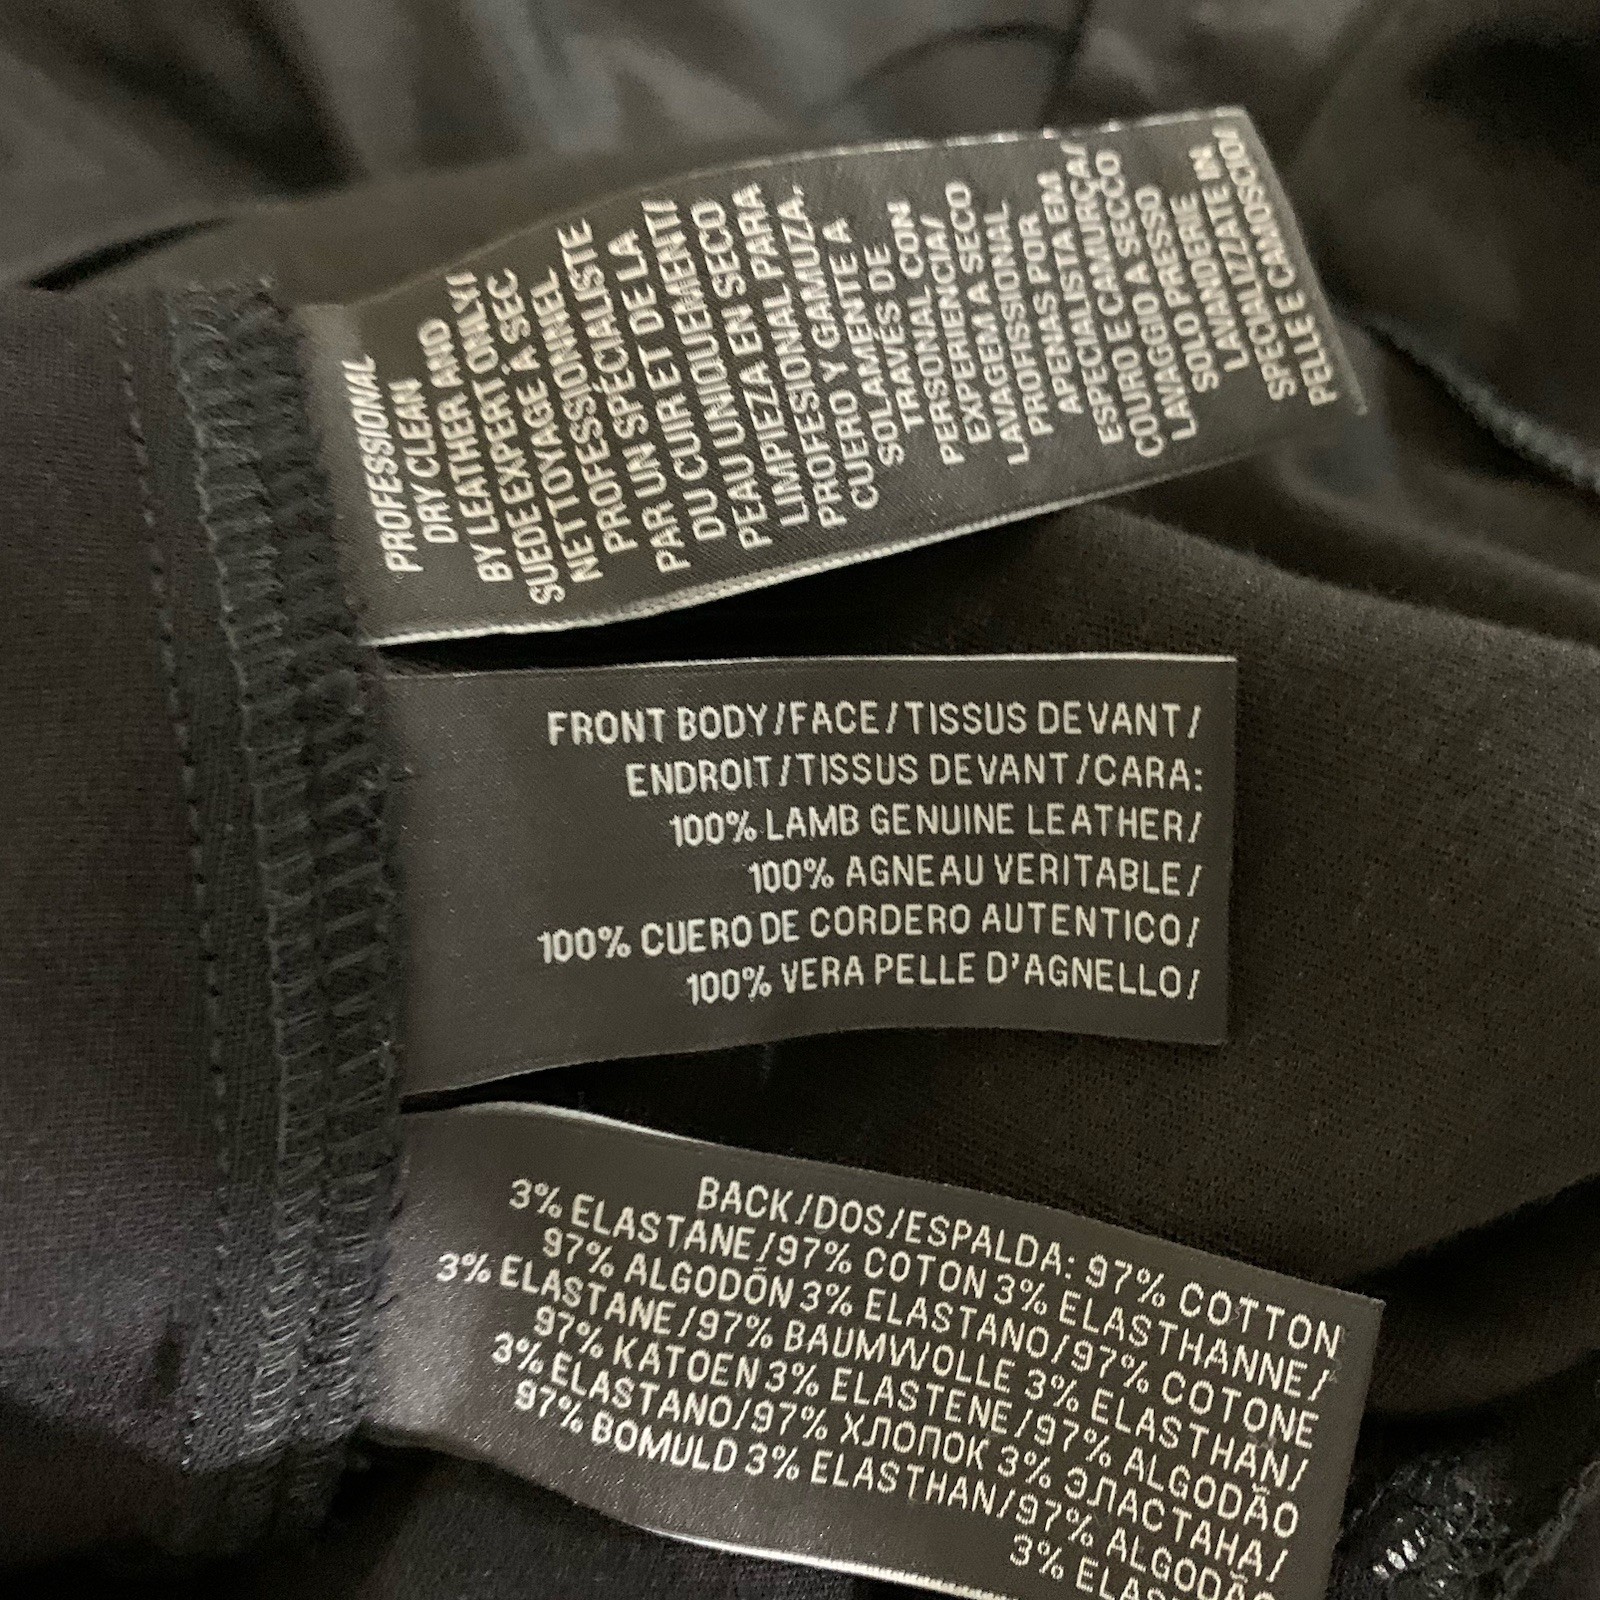 PROFESSIONAL
DRY CLEAN
BY LEATHER AND
SUEDE EXPERT ONLY/
NETTOYAGE À SEC
PROFESSIONNEL
PAR UN SPÉCIALISTE
DU CUIR ET DE LA
PEAU UNIQUEMENT/
LIMPIEZA EN SECO
PROFESIONAL PARA
CUERO Y GAMUZA.
SOLAMENTE A
TRAVÉS DE
PERSONAL CON
EXPERIENCIA/
LAVAGEM A SECO
PROFISSIONAL
APENAS POR
ESPECIALISTA EM
COURO E CAMURÇA/
LAVAGGIO A SECCO
SOLO PRESSO
LAVANDERIE
SPECIALIZZATE IN
PELLE E CAMOSCIO/
FRONT BODY/FACE/TISSUS DEVANT/
ENDROIT/TISSUS DEVANT/CARA:
100% LAMB GENUINE LEATHER/
100% AGNEAU VERITABLE/
100% CUERO DE CORDERO AUTENTICO/
100% VERA PELLE D'AGNELLO/
BACK/DOS/ESPALDA: 97% COTTON
3% ELASTANE/97% COTON 3% ELASTHANNE/
97% ALGODÓN 3% ELASTANO/97% COTONE
3% ELASTANE/97% BAUMWOLLE 3% ELASTHAN/
97% KATOEN 3% ELASTENE/97% ALGODÃO
3% ELASTANO/97% ХЛОПОК 3% ЭЛАСТАНА/
97% BOMULD 3% ELASTHAN/97% ALGODÃO
3%